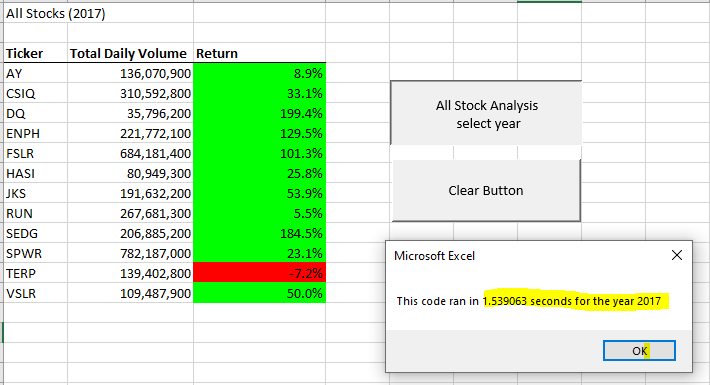 All Stocks (2017)
Ticker Total Daily Volume Return
AY 136,070,900 8.9%
CSIQ 310,592,800 33.1%
DQ 35,796,200 199.4%
ENPH 221,772,100 129.5%
FSLR 684,181,400 101.3%
HASI 80,949,300 25.8%
JKS 191,632,200 53.9%
RUN 267,681,300 5.5%
SEDG 206,885,200 184.5%
SPWR 782,187,000 23.1%
TERP 139,402,800 -7.2%
VSLR 109,487,900 50.0%
All Stock Analysis
select year
Clear Button
Microsoft Excel
This code ran in 1.539063 seconds for the year 2017
OK